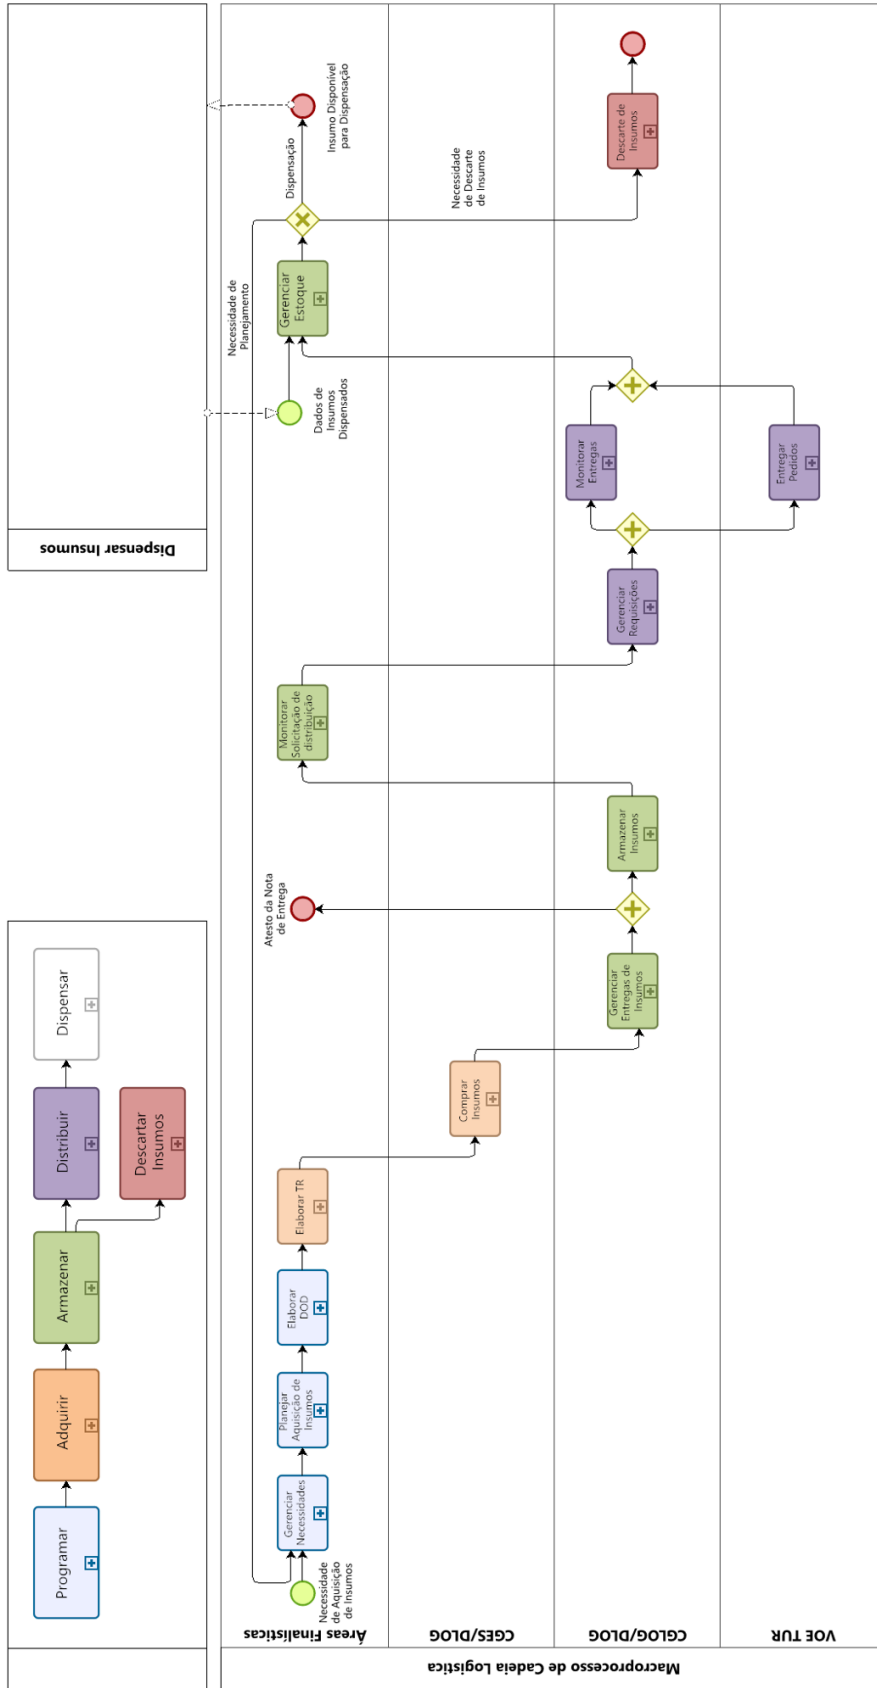 Programar
Adquirir
Armazenar
Distribuir
Dispensar
Descartar
Insumos
Dispensar Insumos
Macroprocesso de Cadeia Logística
Áreas Finalísticas
Necessidade
de Aquisição
de Insumos
Gerenciar
Necessidades
Planejar
Aquisição de
Insumos
Elaborar
DOD
Elaborar TR
Atesto da Nota
de Entrega
Monitorar
Solicitação de
distribuição
Dados de
Insumos
Dispensados
Necessidade de
Planejamento
Gerenciar
Estoque
Dispensação
Insumo Disponível
para Dispensação
CGES/DLOG
Comprar
Insumos
Necessidade
de Descarte
de Insumos
CGLOG/DLOG
Gerenciar
Entregas de
Insumos
Armazenar
Insumos
Gerenciar
Requisições
Monitorar
Entregas
Descarte de
Insumos
VOE TUR
Entregar
Pedidos